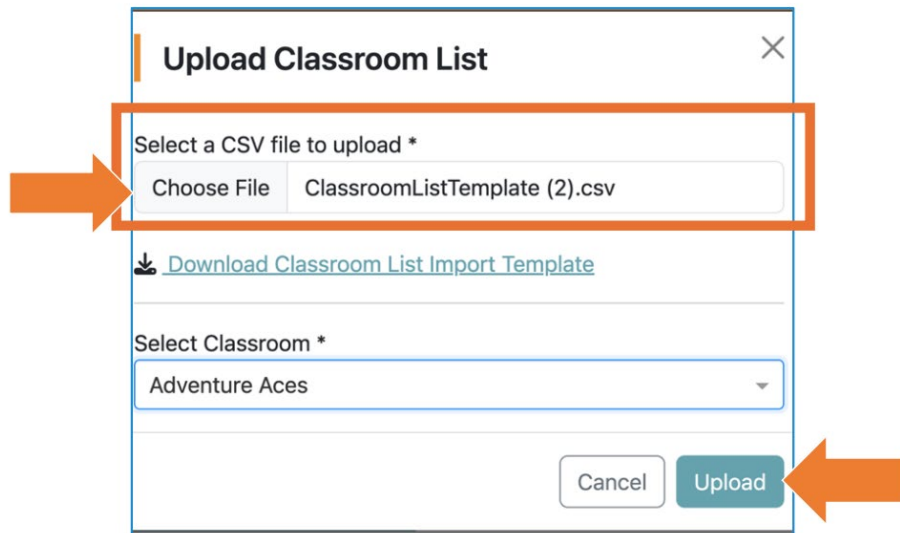 Upload Classroom List
Select a CSV file to upload *
Choose File ClassroomListTemplate (2).csv
Download Classroom List Import Template
Select Classroom *
Adventure Aces
Cancel Upload